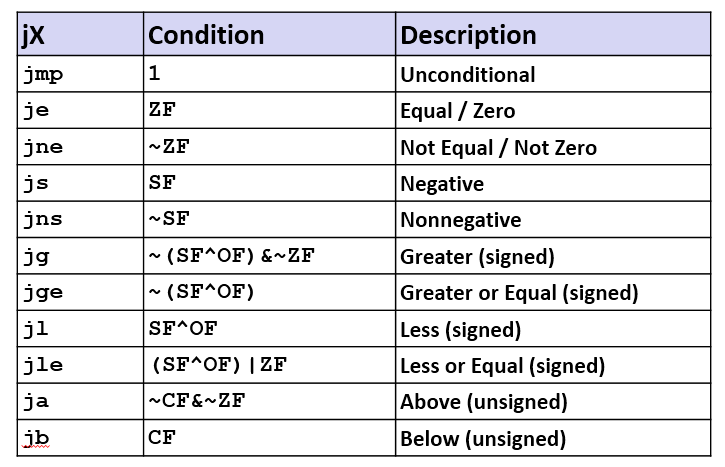 jX Condition Description
jmp 1 Unconditional
je ZF Equal / Zero
jne ~ZF Not Equal / Not Zero
js SF Negative
jns ~SF Nonnegative
jg ~(SF^OF)&~ZF Greater (signed)
jge ~(SF^OF) Greater or Equal (signed)
jl SF^OF Less (signed)
jle (SF^OF)|ZF Less or Equal (signed)
ja ~CF&~ZF Above (unsigned)
jb CF Below (unsigned)